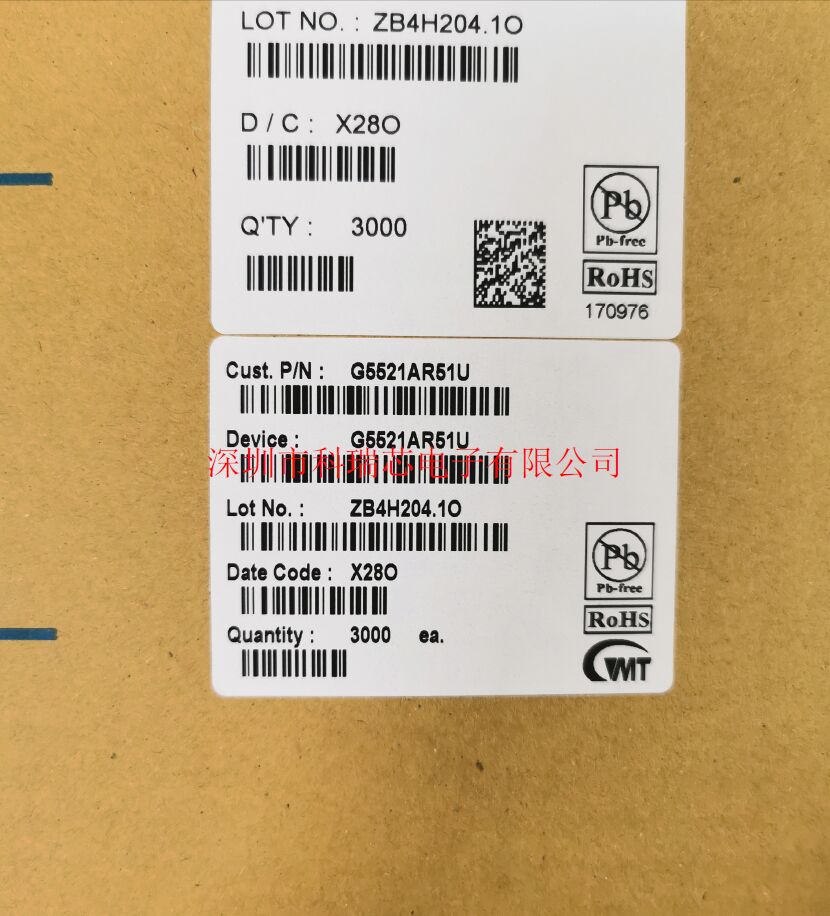 LOT NO. : ZB4H204.1O
D / C : X28O
Q'TY : 3000
Pb
Pb-free
RoHS
170976
Cust. P/N : G5521AR51U
Device : G5521AR51U
深圳市科瑞芯电子有限公司
Lot No. : ZB4H204.1O
Date Code : X28O
Quantity : 3000 ea.
Pb
Pb-free
RoHS
GMT